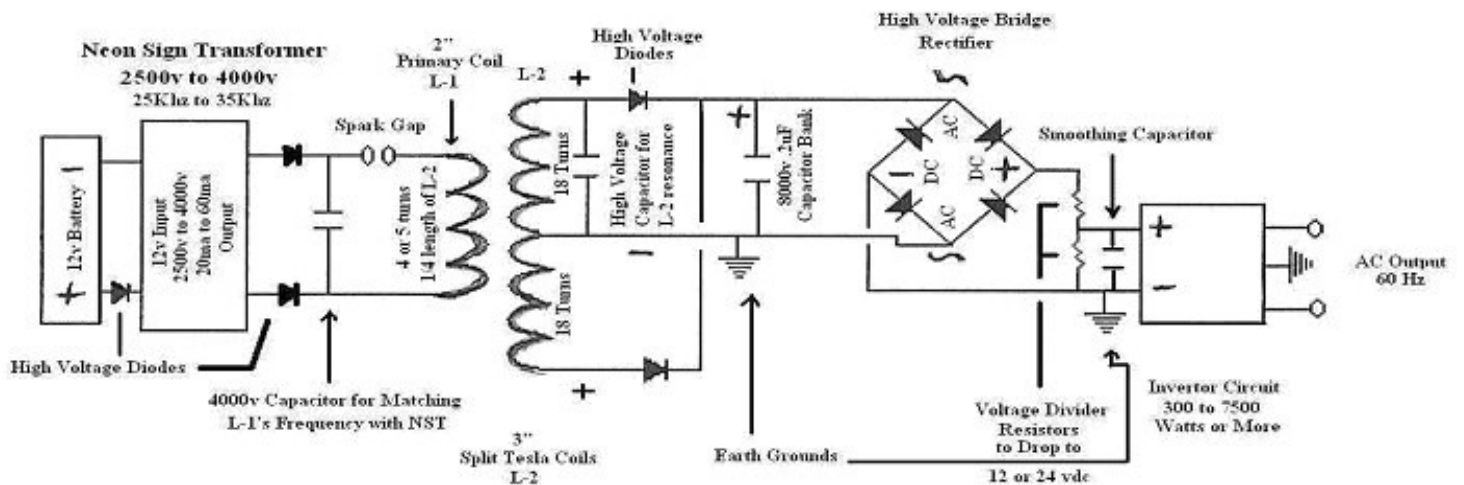 Neon Sign Transformer
2500v to 4000v
25Khz to 35Khz
12v Battery
12v Input
2500v to 4000v
20ma to 60ma
Output
High Voltage Diodes
Spark Gap
2"
Primary Coil
L-1
4 or 5 turns
1/4 length of L-2
4000v Capacitor for Matching
L-1's Frequency with NST
L-2
18 Turns
18 Turns
3"
Split Tesla Coils
L-2
High Voltage
Diodes
High Voltage
Capacitor for
L-2 resonance
8000v .2uF
Capacitor Bank
Earth Grounds
High Voltage Bridge
Rectifier
AC
DC
DC
AC
Voltage Divider
Resistors
to Drop to
12 or 24 vdc
Smoothing Capacitor
Invertor Circuit
300 to 7500
Watts or More
AC Output
60 Hz